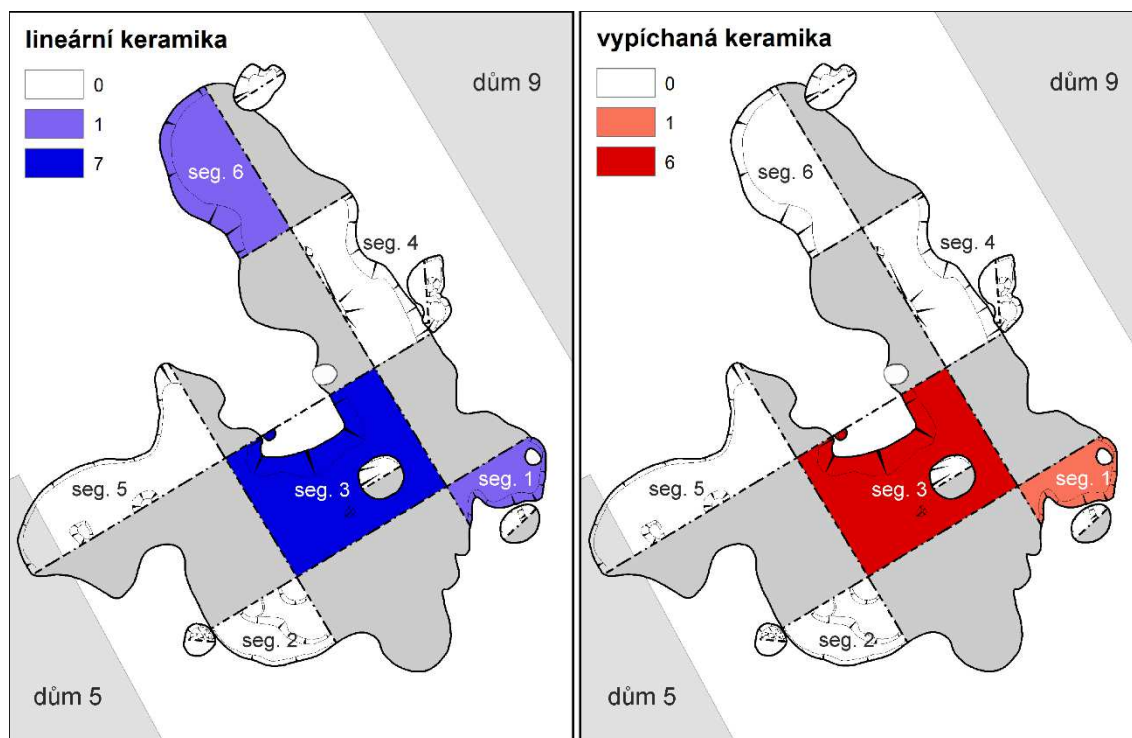 lineární keramika
0
1
7
dům 9
seg. 6
seg. 4
seg. 5
seg. 3
seg. 1
seg. 2
dům 5
vypíchaná keramika
0
1
6
dům 9
seg. 6
seg. 4
seg. 5
seg. 3
seg. 1
seg. 2
dům 5